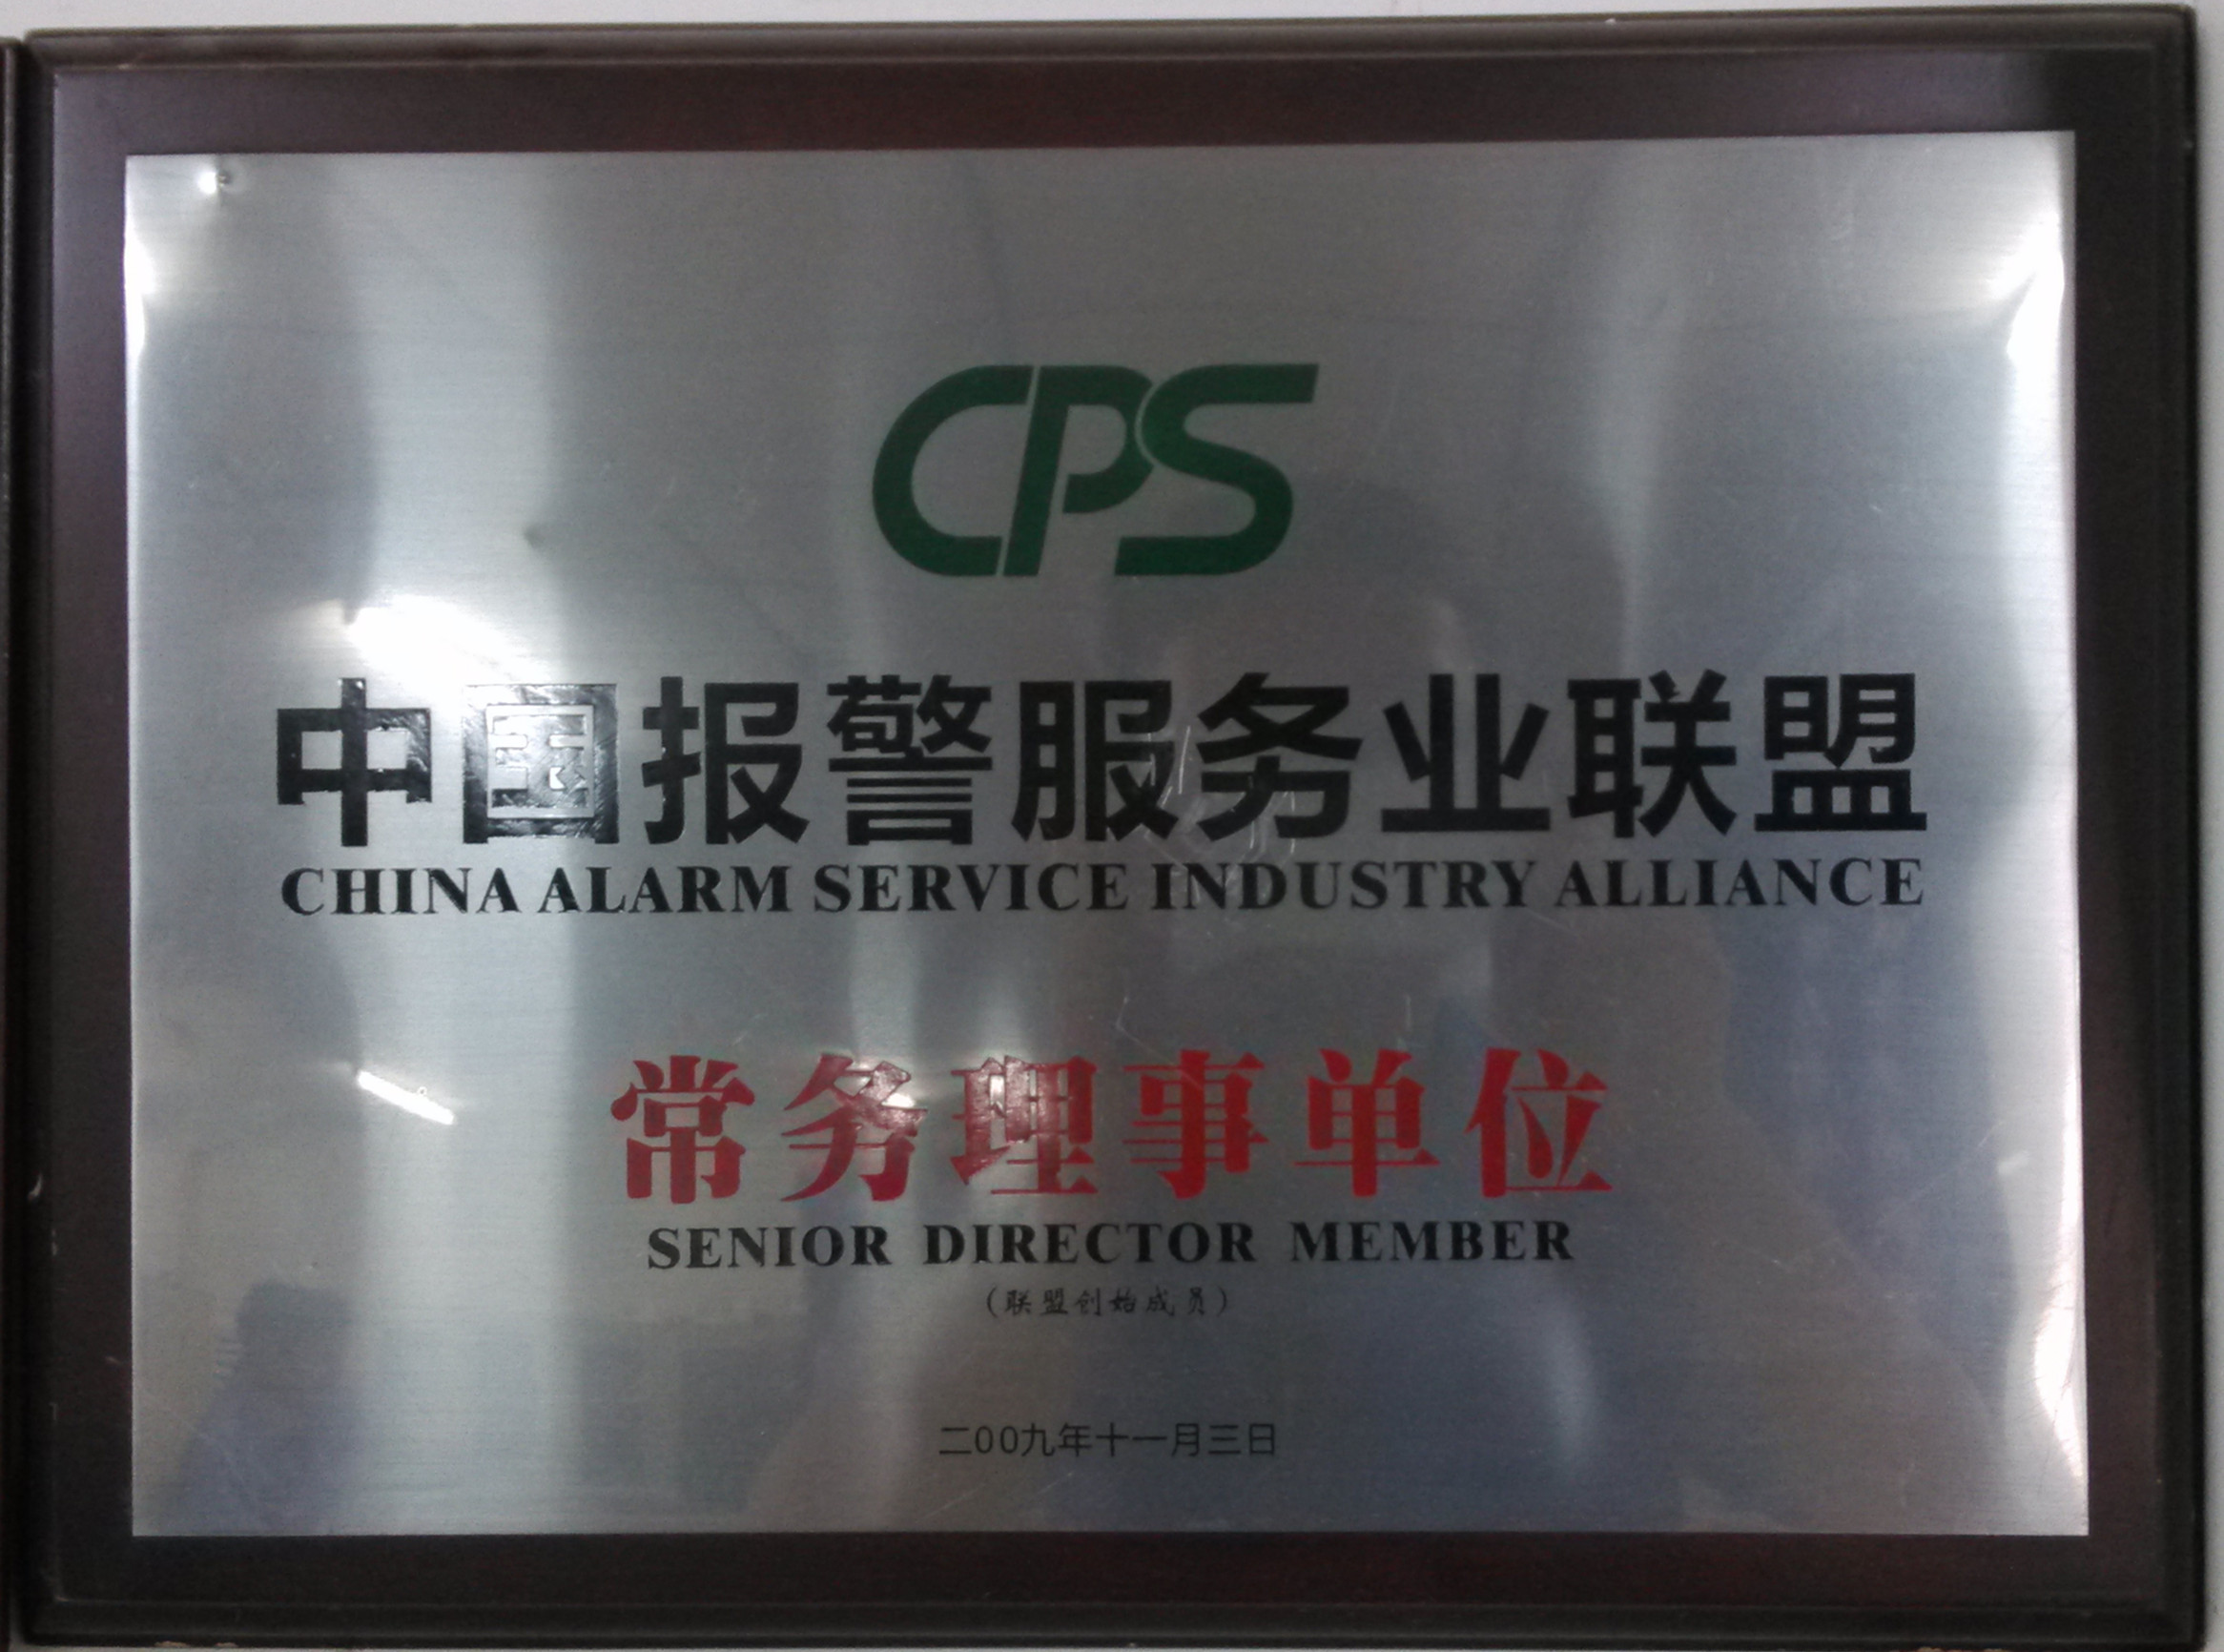 CPS
中国报警服务业联盟
CHINA ALARM SERVICE INDUSTRY ALLIANCE
常务理事单位
SENIOR DIRECTOR MEMBER
(联盟创始成员)
二00九年十一月三日